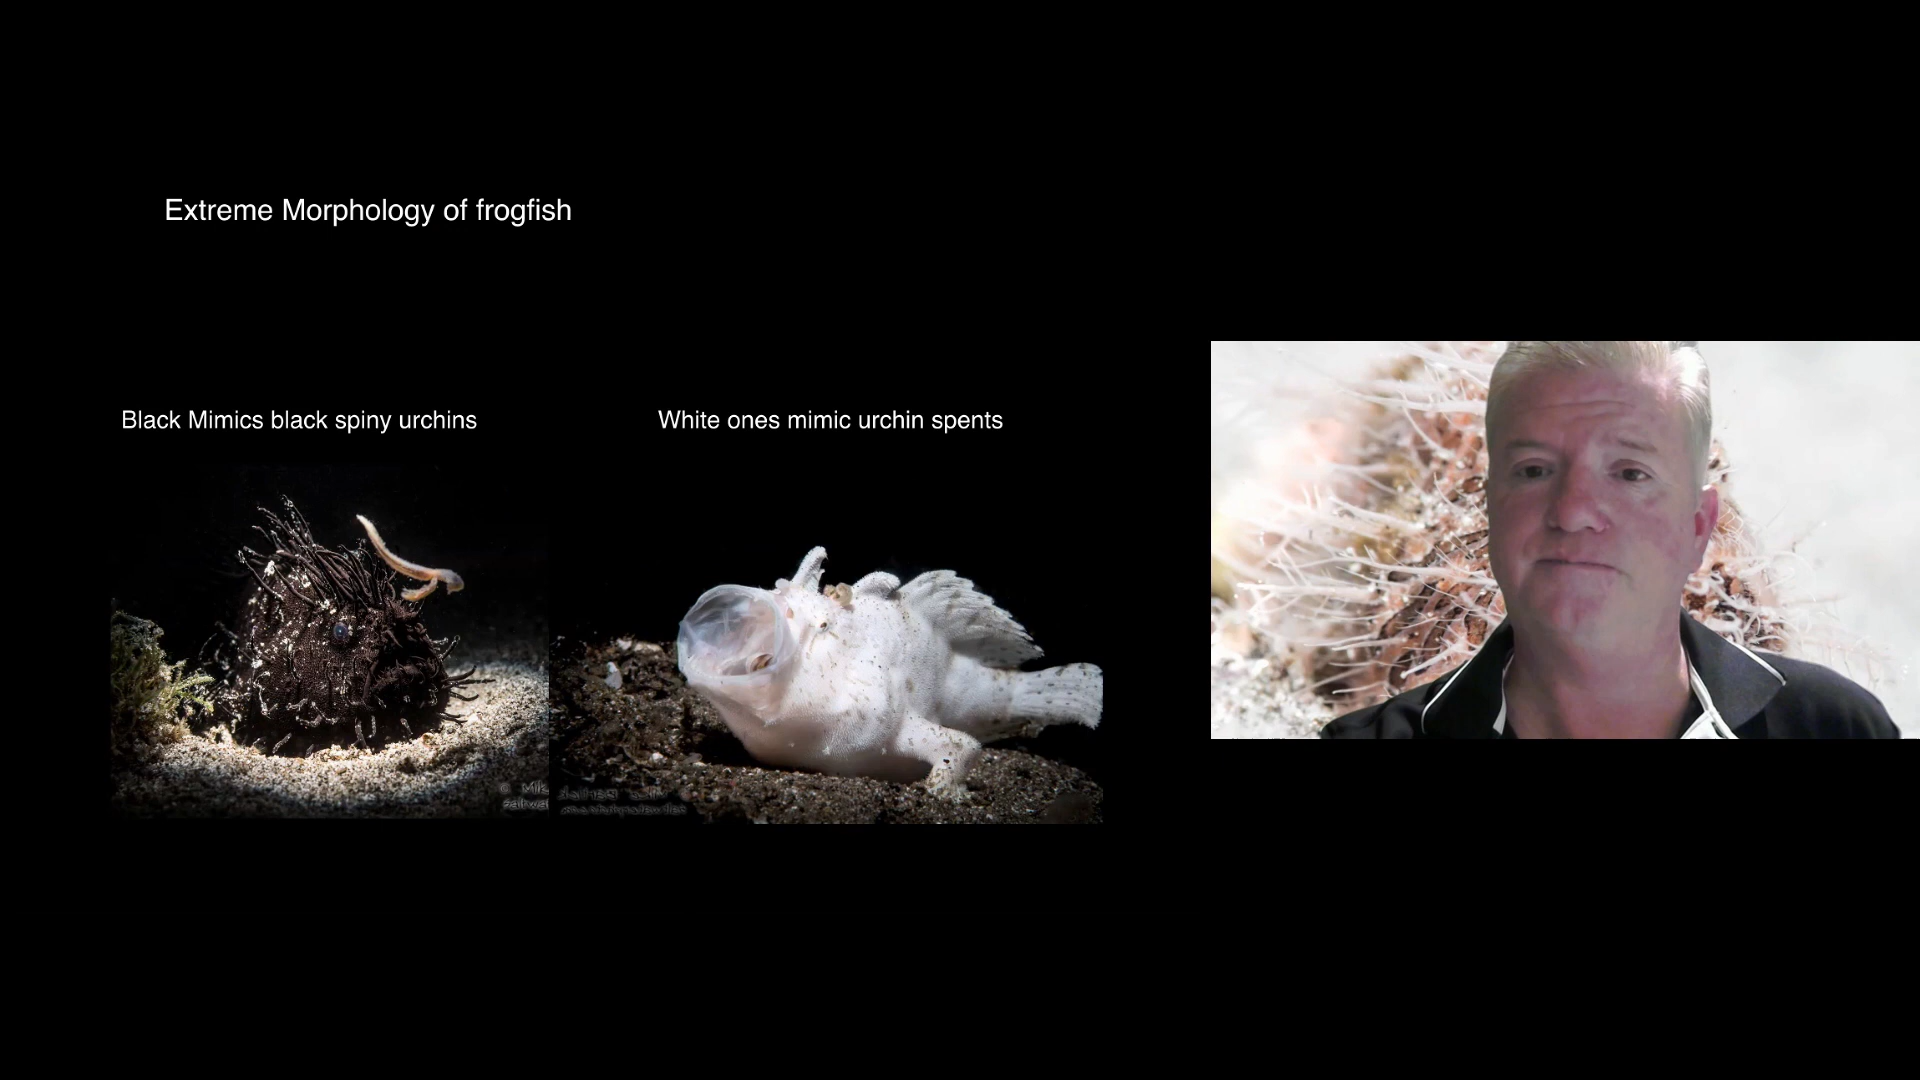 Extreme Morphology of frogfish
Black Mimics black spiny urchins
White ones mimic urchin spents